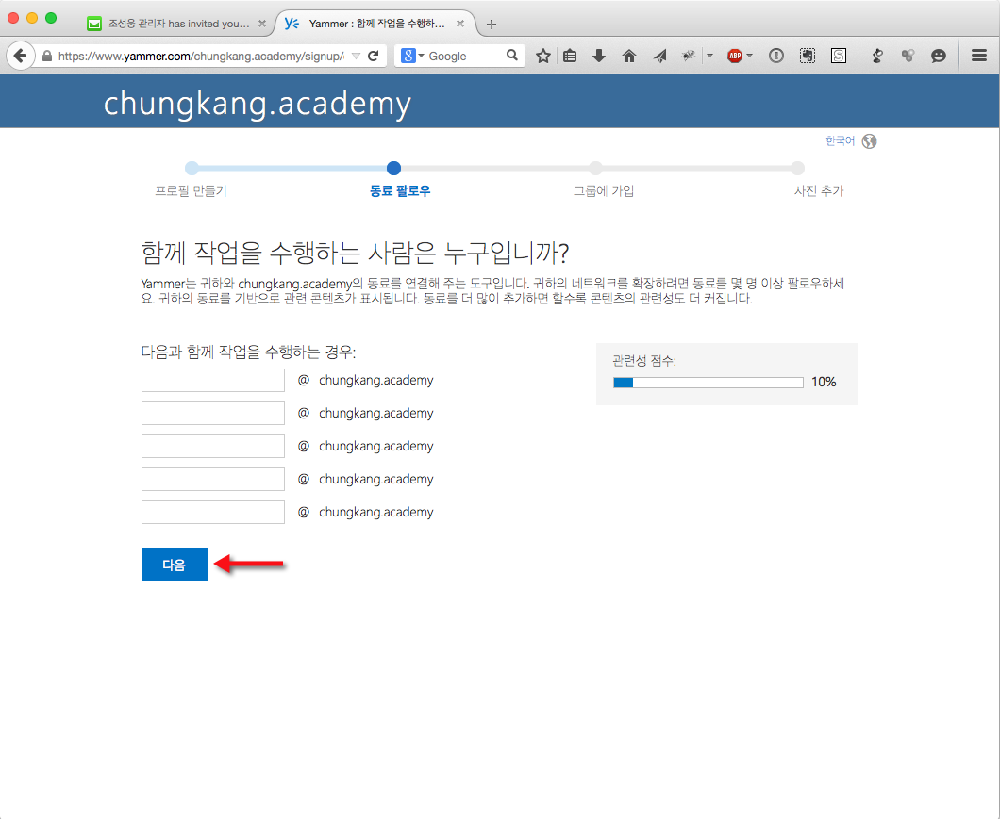 조성웅 관리자 has invited you...
Yammer : 함께 작업을 수행하...
https://www.yammer.com/chungkang.academy/signup/
Google
ABP
chungkang.academy
한국어
프로필 만들기
동료 팔로우
그룹에 가입
사진 추가
함께 작업을 수행하는 사람은 누구입니까?
Yammer는 귀하와 chungkang.academy의 동료를 연결해 주는 도구입니다. 귀하의 네트워크를 확장하려면 동료를 몇 명 이상 팔로우하세
요. 귀하의 동료를 기반으로 관련 콘텐츠가 표시됩니다. 동료를 더 많이 추가하면 할수록 콘텐츠의 관련성도 더 커집니다.
다음과 함께 작업을 수행하는 경우:
@ chungkang.academy
@ chungkang.academy
@ chungkang.academy
@ chungkang.academy
@ chungkang.academy
관련성 점수:
10%
다음